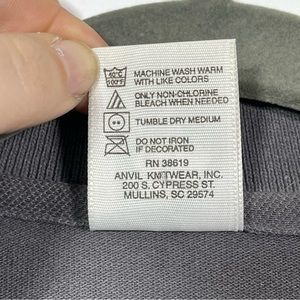 40°C
105°F
MACHINE WASH WARM
WITH LIKE COLORS
ONLY NON-CHLORINE
BLEACH WHEN NEEDED
TUMBLE DRY MEDIUM
DO NOT IRON
IF DECORATED
RN 38619
ANVIL KNITWEAR, INC.
200 S. CYPRESS ST.
MULLINS, SC 29574